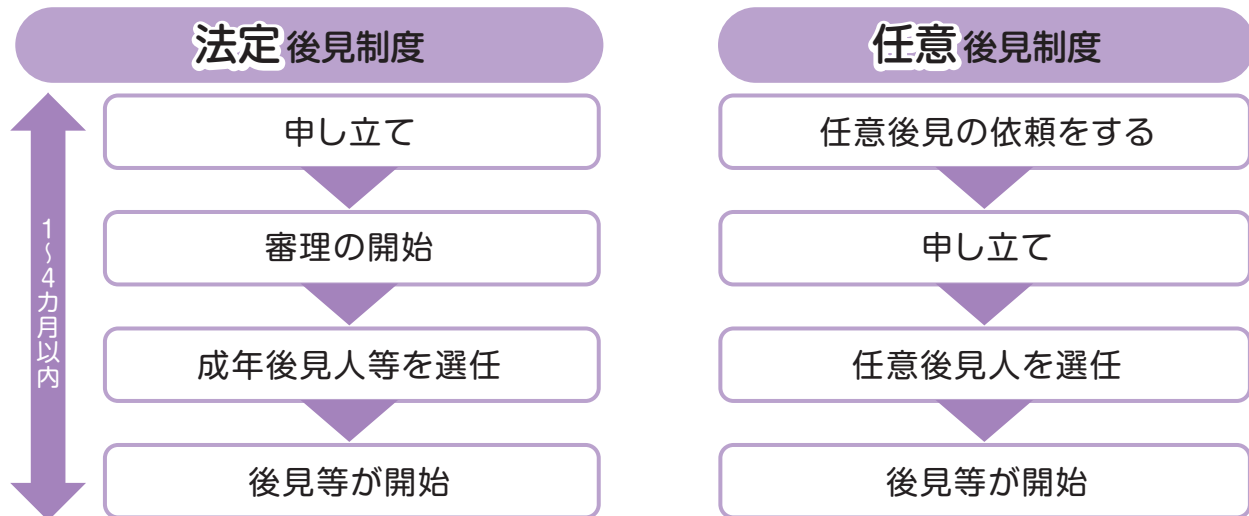 法定後見制度
1～4カ月以内
申し立て
審理の開始
成年後見人等を選任
後見等が開始
任意後見制度
任意後見の依頼をする
申し立て
任意後見人を選任
後見等が開始